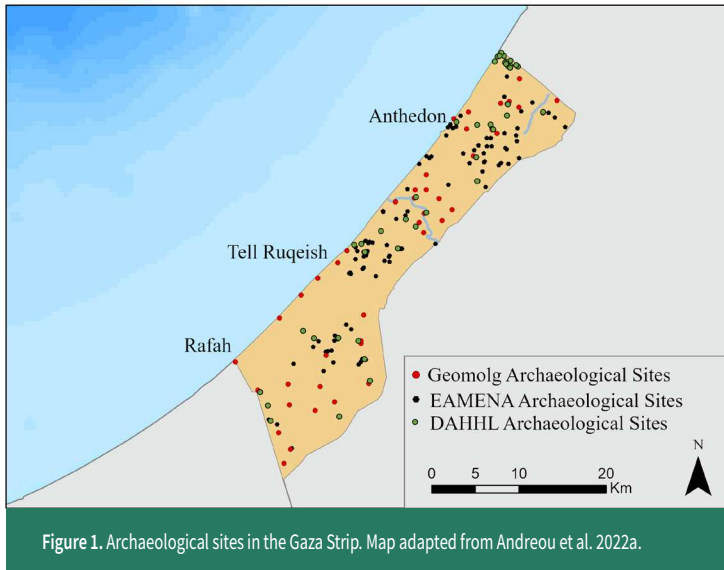 Anthedon
Tell Ruqeish
Rafah
Geomolg Archaeological Sites
EAMENA Archaeological Sites
DAHHL Archaeological Sites
N
0 5 10 20
Km
Figure 1. Archaeological sites in the Gaza Strip. Map adapted from Andreou et al. 2022a.